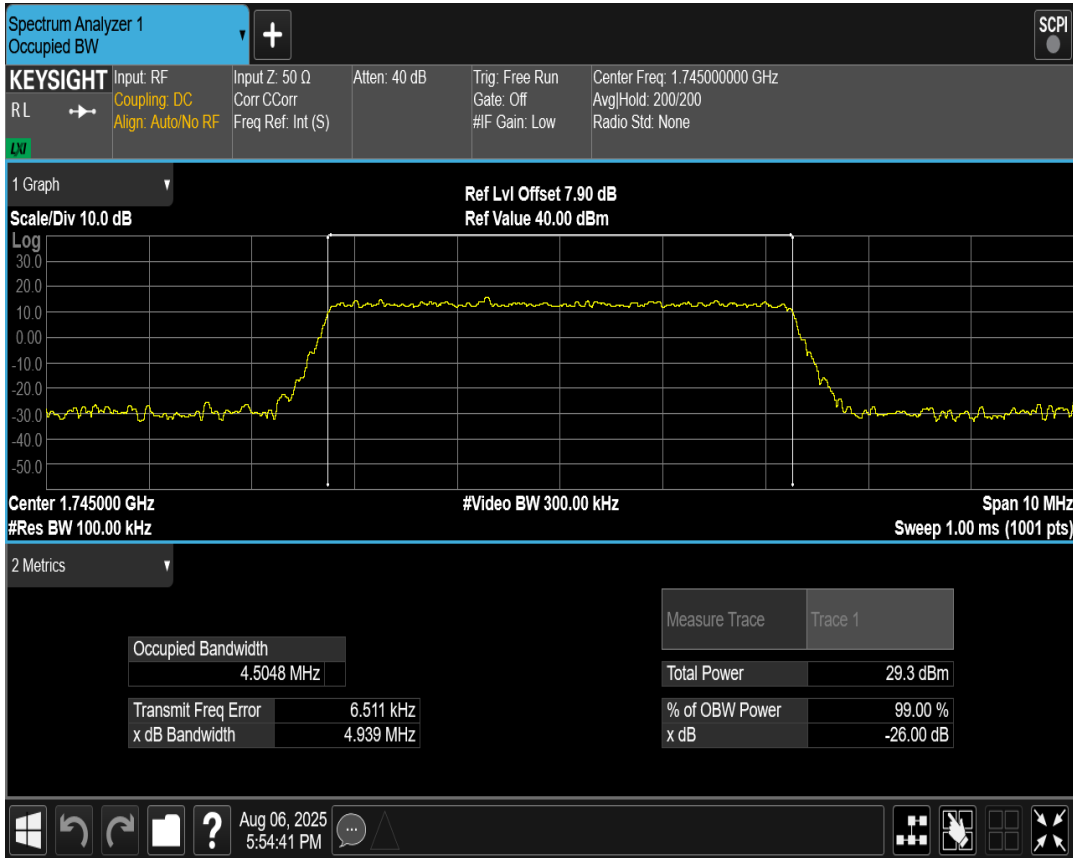 Spectrum Analyzer 1
Occupied BW
+
SCPI
KEYSIGHT
RL
LXI
Input: RF
Coupling: DC
Align: Auto/No RF
Input Z: 50 Ω
Corr CCorr
Freq Ref: Int (S)
Atten: 40 dB
Trig: Free Run
Gate: Off
#IF Gain: Low
Center Freq: 1.745000000 GHz
Avg|Hold: 200/200
Radio Std: None
1 Graph
Scale/Div 10.0 dB
Ref Lvl Offset 7.90 dB
Ref Value 40.00 dBm
Log
30.0
20.0
10.0
0.00
-10.0
-20.0
-30.0
-40.0
-50.0
Center 1.745000 GHz
#Res BW 100.00 kHz
#Video BW 300.00 kHz
Span 10 MHz
Sweep 1.00 ms (1001 pts)
2 Metrics
Occupied Bandwidth
4.5048 MHz
Transmit Freq Error 6.511 kHz
x dB Bandwidth 4.939 MHz
Measure Trace Trace 1
Total Power 29.3 dBm
% of OBW Power 99.00 %
x dB -26.00 dB
?
Aug 06, 2025
5:54:41 PM